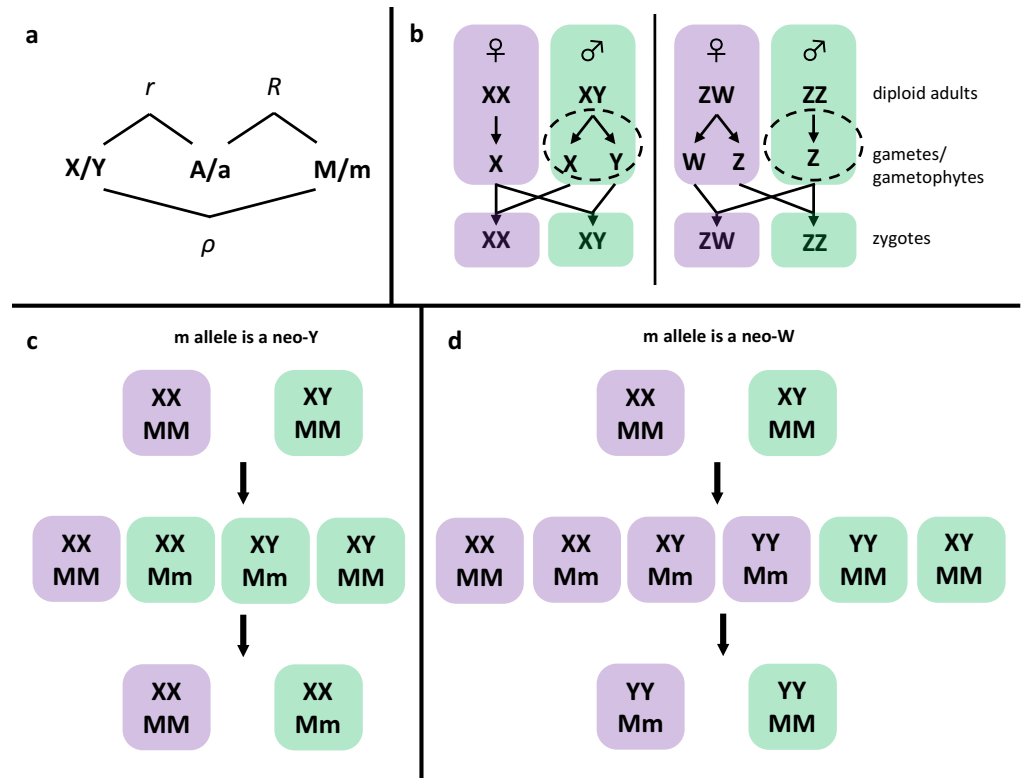 a
r R
X/Y A/a M/m
ρ
b
♀ ♂ ♀ ♂
XX XY ZW ZZ diploid adults
X X Y W Z Z gametes/
gametophytes
XX XY ZW ZZ zygotes
c m allele is a neo-Y
XX XY
MM MM
XX XX XY XY
MM Mm Mm MM
XX XX
MM Mm
d m allele is a neo-W
XX XY
MM MM
XX XX XY YY YY XY
MM Mm Mm Mm MM MM
YY YY
Mm MM